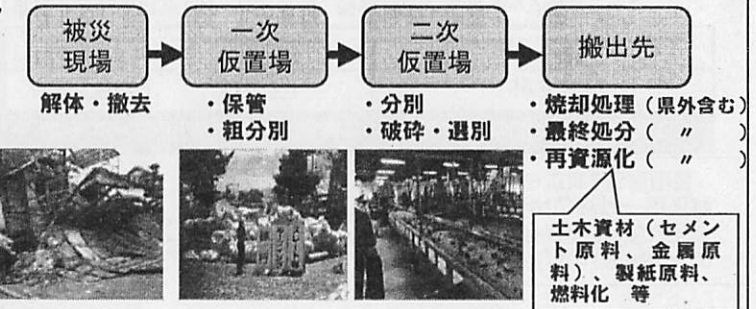 被災
現場
一次
仮置場
二次
仮置場
搬出先
解体・撤去
・保管
・粗分別
・分別
・破砕・選別
・焼却処理（県外含む）
・最終処分（ 〃 ）
・再資源化（ 〃 ）
土木資材（セメン
ト原料、金属原
料）、製紙原料、
燃料化 等